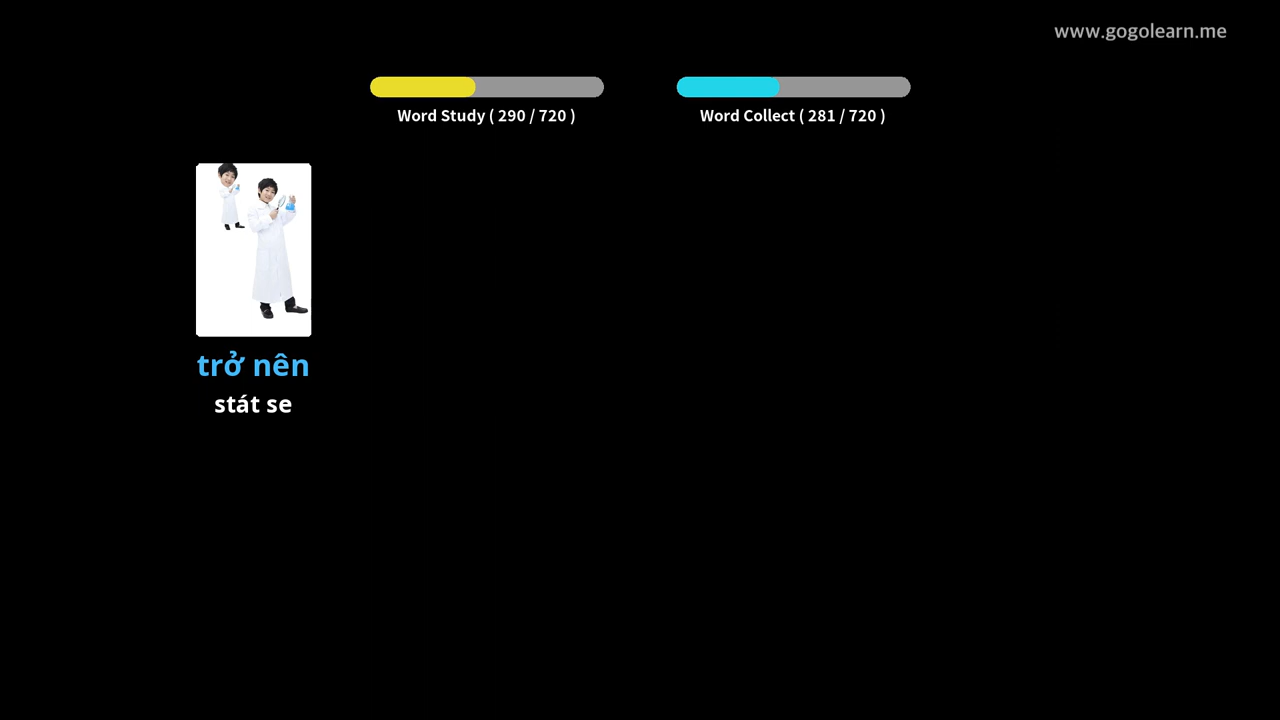 www.gogolearn.me
Word Study ( 290 / 720 )
Word Collect ( 281 / 720 )
trở nên
stát se